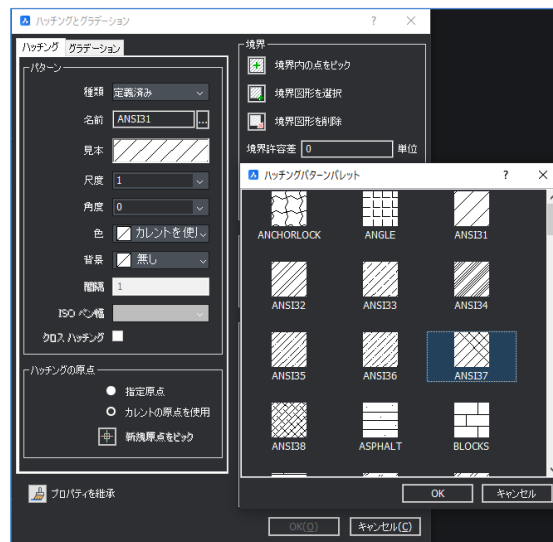 ハッチングとグラデーション
ハッチング グラデーション
パターン
種類 定義済み
名前 ANSI31 ...
見本
尺度 1
角度 0
色 カレントを使用
背景 無し
間隔 1
ISO ペン幅
クロス ハッチング
ハッチングの原点
指定原点
カレントの原点を使用
新規原点をピック
プロパティを継承
境界
境界内の点をピック
境界図形を選択
境界図形を削除
境界許容差 0 単位
ハッチングパターンパレット
ANCHORLOCK ANGLE ANSI31
ANSI32 ANSI33 ANSI34
ANSI35 ANSI36 ANSI37
ANSI38 ASPHALT BLOCKS
OK キャンセル
OK(O) キャンセル(C)